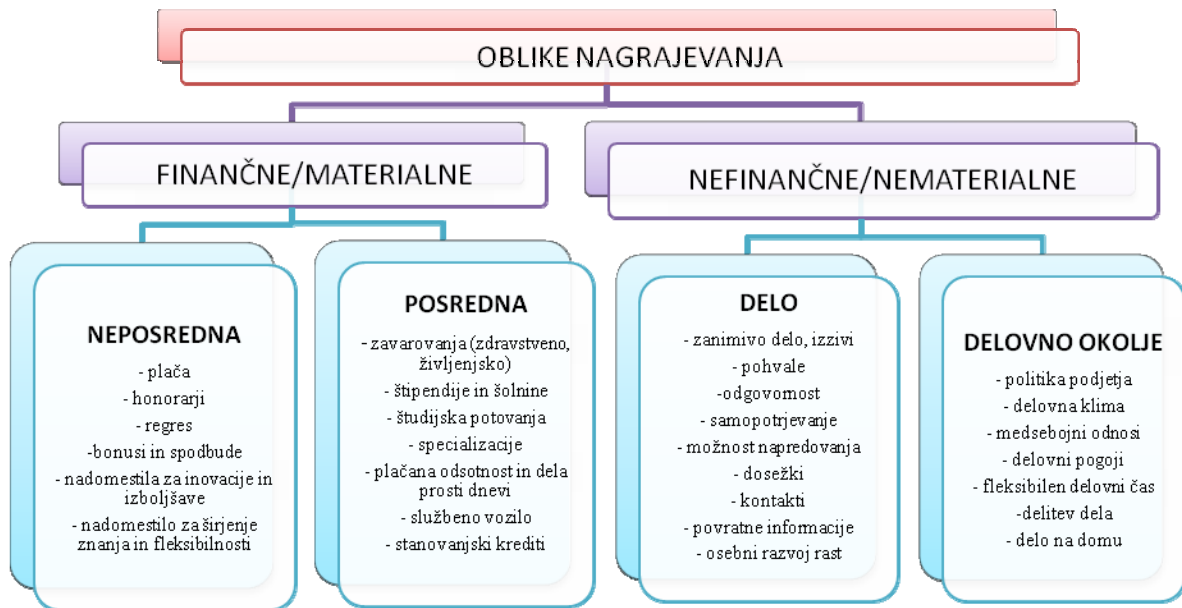 OBLIKE NAGRAJEVANJA
FINANČNE/MATERIALNE
NEFINANČNE/NEMATERIALNE
NEPOSREDNA
- plača
- honorarji
- regres
-bonusi in spodbude
- nadomestila za inovacije in
izboljšave
- nadomestilo za širjenje
znanja in fleksibilnosti
POSREDNA
- zavarovanja (zdravstveno,
življenjsko)
- štipendije in šolnine
- študijska potovanja
- specializacije
- plačana odsotnost in dela
prosti dnevi
- službeno vozilo
- stanovanjski krediti
DELO
- zanimivo delo, izzivi
- pohvale
-odgovornost
- samopotrjevanje
- možnost napredovanja
- dosežki
- kontakti
- povratne informacije
- osebni razvoj rast
DELOVNO OKOLJE
- politika podjetja
- delovna klima
- medsebojni odnosi
- delovni pogoji
- fleksibilen delovni čas
-delitev dela
- delo na domu